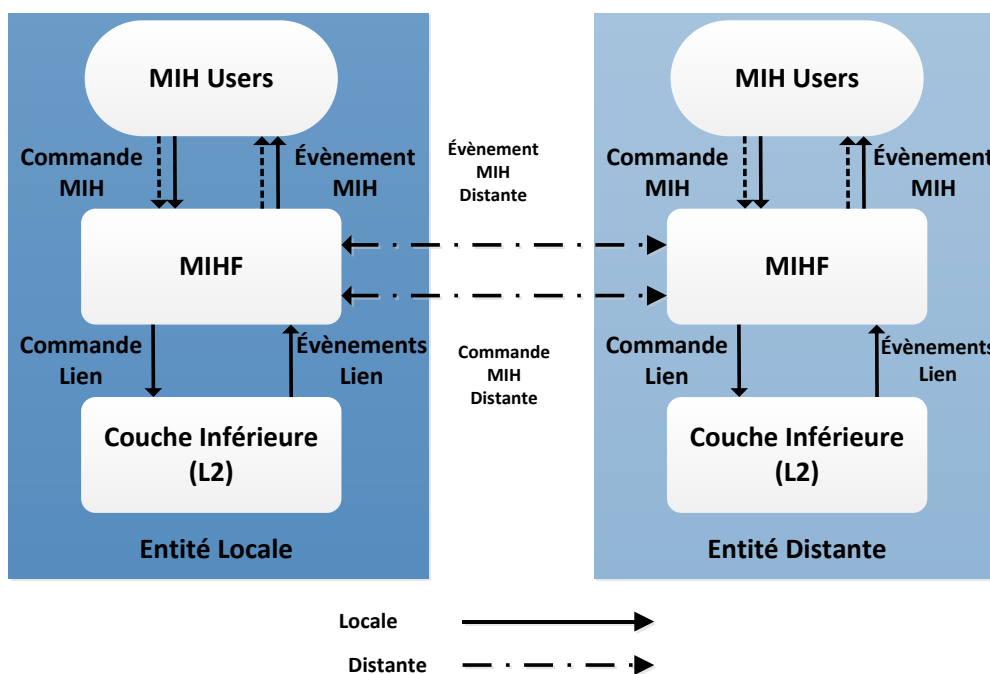 MIH Users
Commande
MIH
Évènement
MIH
MIHF
Commande
Lien
Évènements
Lien
Couche Inférieure
(L2)
Entité Locale
Évènement
MIH
Distante
Commande
MIH
Distante
MIH Users
Commande
MIH
Évènement
MIH
MIHF
Commande
Lien
Évènements
Lien
Couche Inférieure
(L2)
Entité Distante
Locale
Distante